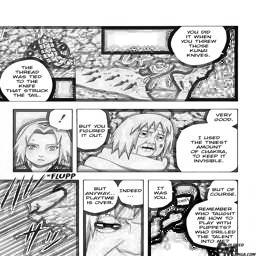 YOU DID
IT WHEN
YOU THREW
THOSE
KUNAI
KNIVES.
THE
THREAD
WAS TIED
TO THE
KNIFE
THAT STRUCK
THE TAIL.
VERY
GOOD.
I USED
THE TINIEST
AMOUNT
OF CHAKRA,
TO KEEP IT
INVISIBLE.
BUT YOU
FIGURED
IT OUT.
!
BUT OF
COURSE.
REMEMBER
WHO TAUGHT
ME HOW TO
PLAY WITH
PUPPETS?
WHO DRILLED
THE TALENT
INTO ME?
IT WAS
YOU.
INDEED
...
BUT
ANYWAY...
PLAYTIME IS
OVER.
*FLUPP